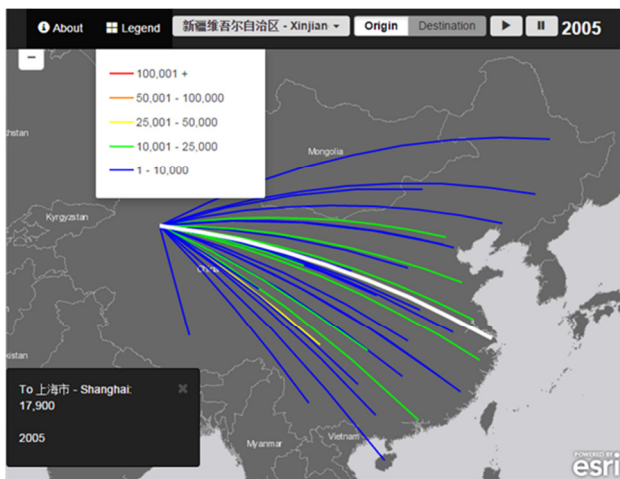 About
Legend
新疆维吾尔自治区 - Xinjian
Origin
Destination
2005
100,001 +
50,001 - 100,000
25,001 - 50,000
10,001 - 25,000
1 - 10,000
Mongolia
Kyrgyzstan
China
To 上海市 - Shanghai:
17,900
2005
Myanmar
Vietnam
POWERED BY
esri